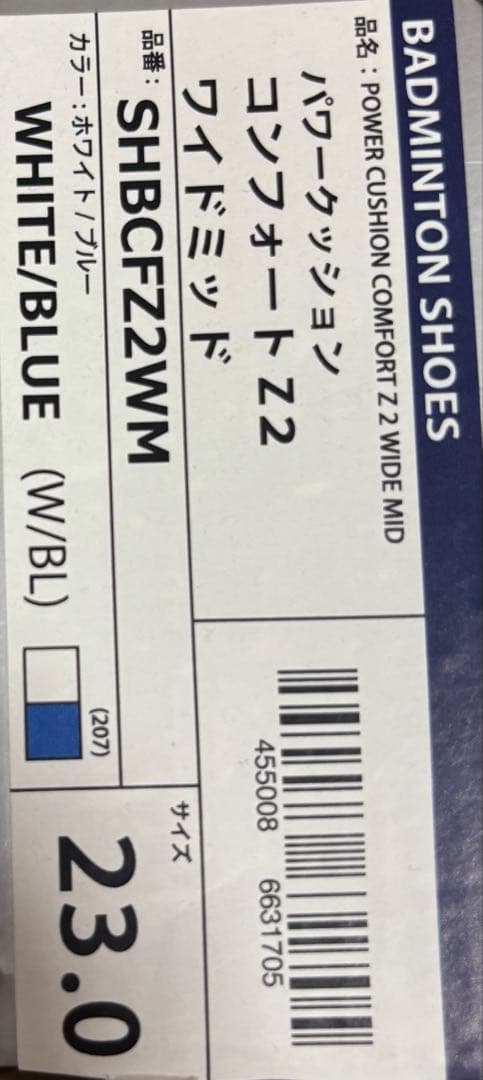 BADMINTON SHOES
品名：POWER CUSHION COMFORT Z 2 WIDE MID
パワークッション
コンフォートZ2
ワイドミッド
455008 6631705
品番：SHBCFZ2WM
カラー：ホワイト/ブルー
WHITE/BLUE (W/BL)
(207)
サイズ
23.0